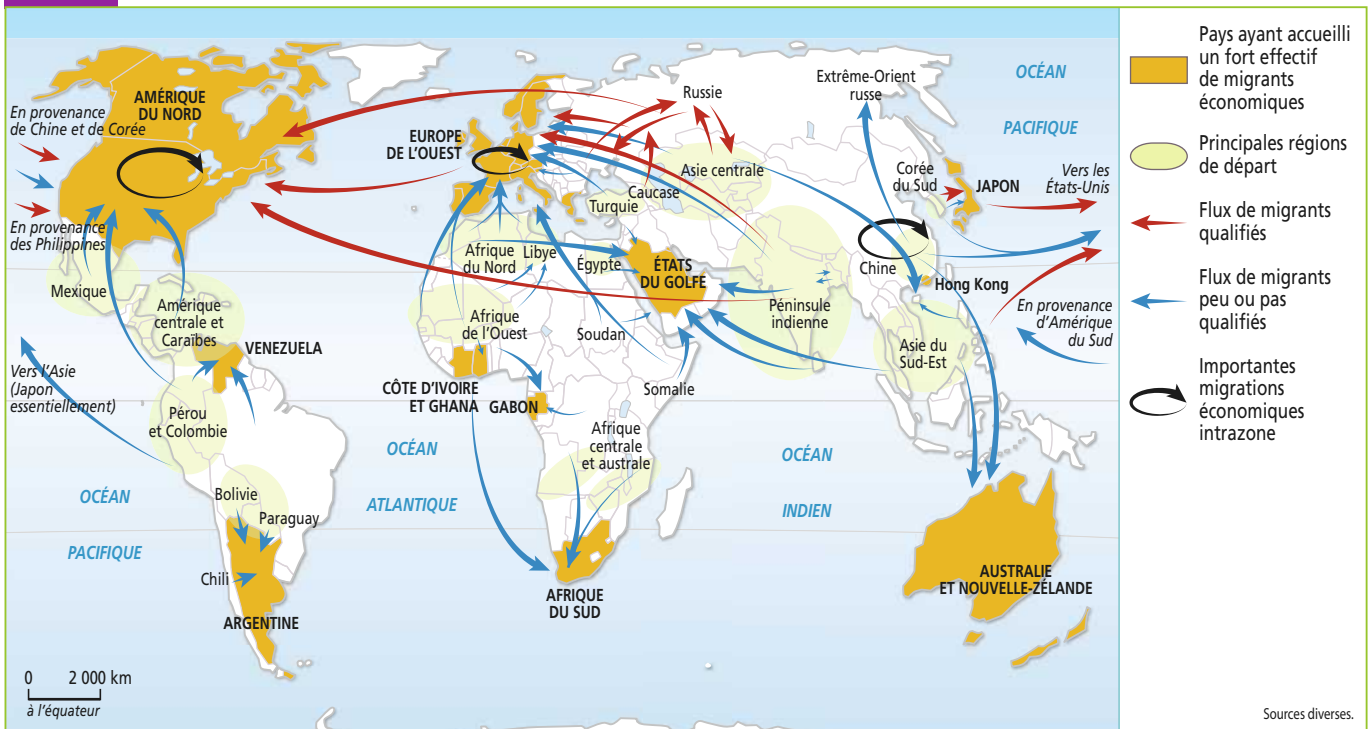 AMÉRIQUE
DU NORD
En provenance
de Chine et de Corée
En provenance
des Philippines
Mexique
Amérique
centrale et
Caraïbes
VENEZUELA
Vers l'Asie
(Japon
essentiellement)
Pérou
et Colombie
Bolivie
Paraguay
Chili
ARGENTINE
OCÉAN
PACIFIQUE
OCÉAN
ATLANTIQUE
EUROPE
DE L'OUEST
Russie
Extrême-Orient
russe
Asie centrale
Caucase
Turquie
Afrique
du Nord
Libye
Égypte
ÉTATS
DU GOLFE
Afrique
de l'Ouest
Soudan
Somalie
CÔTE D'IVOIRE
ET GHANA
GABON
Afrique
centrale
et australe
AFRIQUE
DU SUD
Péninsule
indienne
Chine
Hong Kong
Corée
du Sud
JAPON
Asie du
Sud-Est
OCÉAN
INDIEN
OCÉAN
PACIFIQUE
Vers les
États-Unis
En provenance
d'Amérique
du Sud
AUSTRALIE
ET NOUVELLE-ZÉLANDE
0 2 000 km
à l'équateur
Pays ayant accueilli
un fort effectif
de migrants
économiques
Principales régions
de départ
Flux de migrants
qualifiés
Flux de migrants
peu ou pas
qualifiés
Importantes
migrations
économiques
intrazone
Sources diverses.